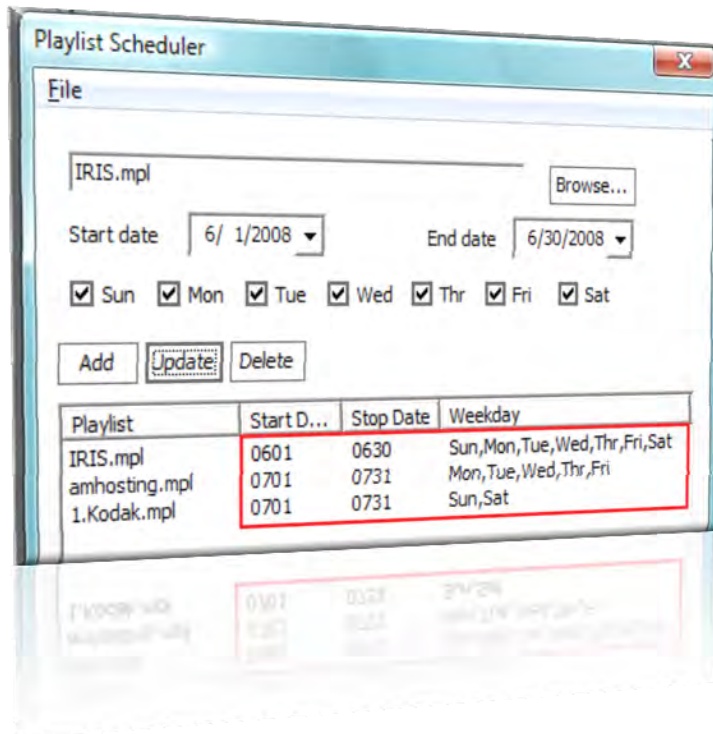 Playlist Scheduler
X
File
IRIS.mpl
Browse...
Start date 6/ 1/2008 End date 6/30/2008
Sun Mon Tue Wed Thr Fri Sat
Add Update Delete
Playlist Start D... Stop Date Weekday
IRIS.mpl 0601 0630 Sun,Mon,Tue,Wed,Thr,Fri,Sat
amhosting.mpl 0701 0731 Mon,Tue,Wed,Thr,Fri
1.Kodak.mpl 0701 0731 Sun,Sat